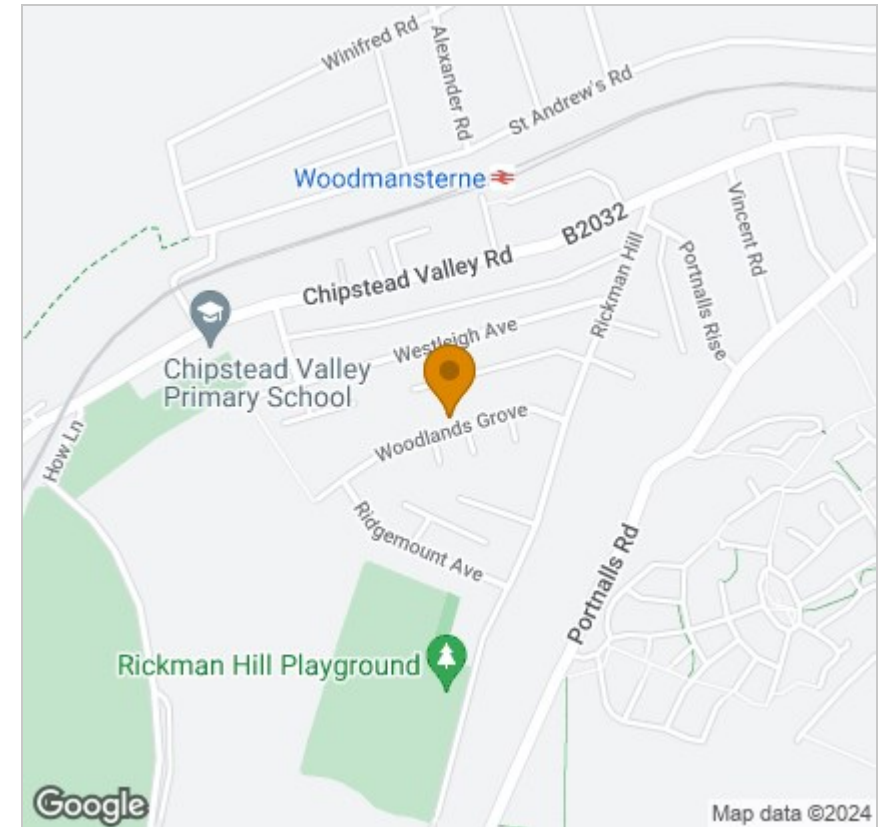 Winifred Rd
Alexander Rd
St Andrew's Rd
Woodmansterne
B2032
Chipstead Valley Rd
Vincent Rd
Portnalls Rise
Rickman Hill
Westleigh Ave
Chipstead Valley
Primary School
Woodlands Grove
How Ln
Ridgemount Ave
Portnalls Rd
Rickman Hill Playground
Google
Map data ©2024